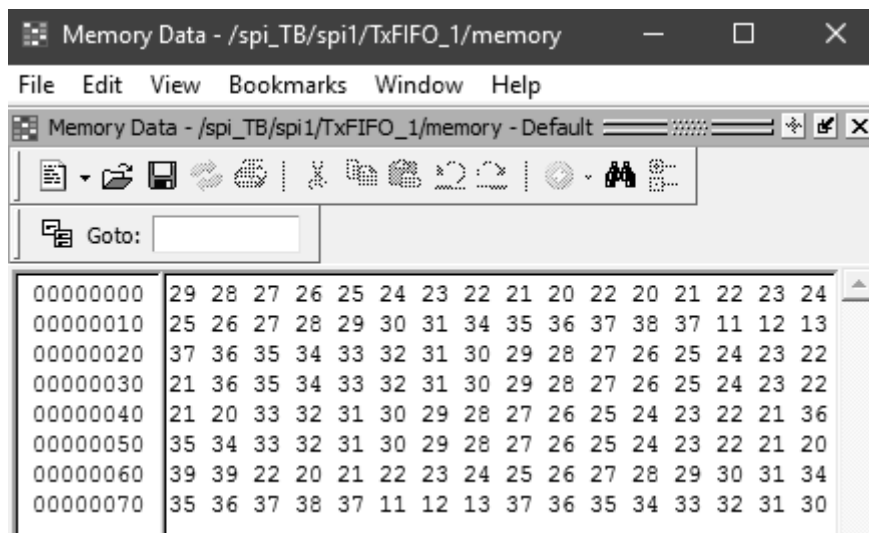 Memory Data - /spi_TB/spi1/TxFIFO_1/memory
File Edit View Bookmarks Window Help
Memory Data - /spi_TB/spi1/TxFIFO_1/memory - Default
Goto:
00000000 29 28 27 26 25 24 23 22 21 20 22 20 21 22 23 24
00000010 25 26 27 28 29 30 31 34 35 36 37 38 37 11 12 13
00000020 37 36 35 34 33 32 31 30 29 28 27 26 25 24 23 22
00000030 21 36 35 34 33 32 31 30 29 28 27 26 25 24 23 22
00000040 21 20 33 32 31 30 29 28 27 26 25 24 23 22 21 36
00000050 35 34 33 32 31 30 29 28 27 26 25 24 23 22 21 20
00000060 39 39 22 20 21 22 23 24 25 26 27 28 29 30 31 34
00000070 35 36 37 38 37 11 12 13 37 36 35 34 33 32 31 30